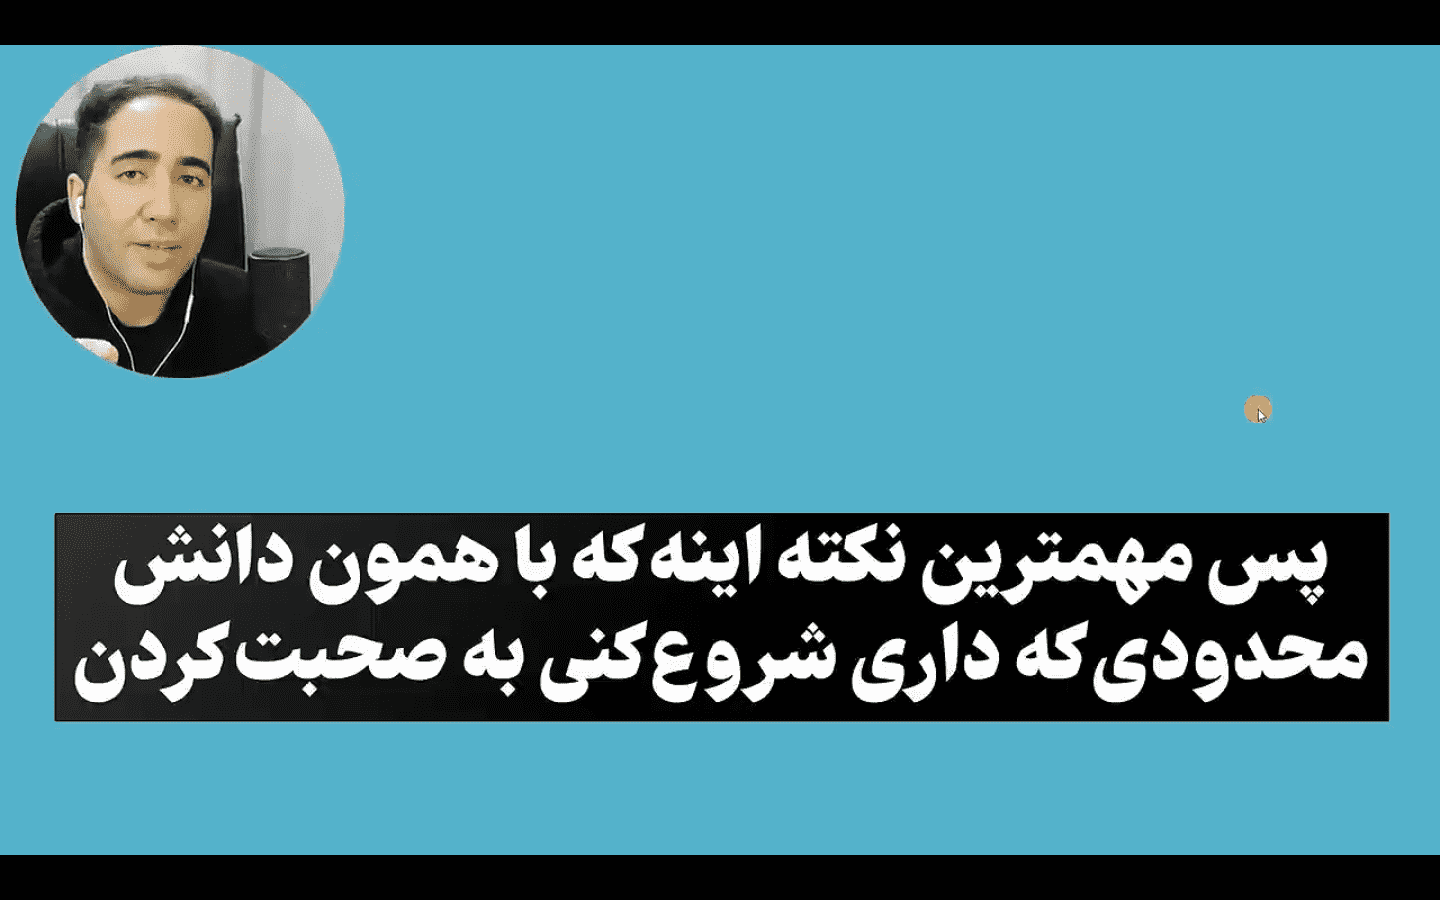 پس مهمترین نکته اینه که با همون دانش
محدودی که داری شروع کنی به صحبت کردن